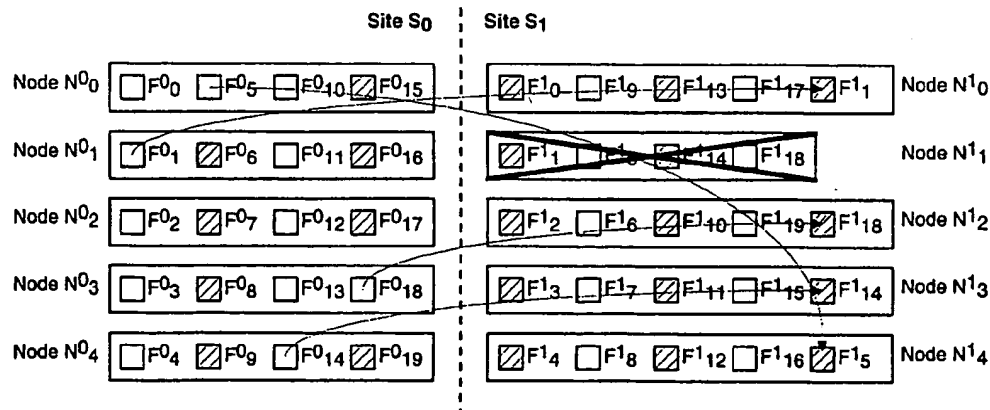 Site S0 Site S1
Node N⁰0 F⁰0 F⁰5 F⁰10 F⁰15 F¹0 F¹9 F¹13 F¹17 F¹1 Node N¹0
Node N⁰1 F⁰1 F⁰6 F⁰11 F⁰16 F¹1 F¹14 F¹18 Node N¹1
Node N⁰2 F⁰2 F⁰7 F⁰12 F⁰17 F¹2 F¹6 F¹10 F¹19 F¹18 Node N¹2
Node N⁰3 F⁰3 F⁰8 F⁰13 F⁰18 F¹3 F¹7 F¹11 F¹15 F¹14 Node N¹3
Node N⁰4 F⁰4 F⁰9 F⁰14 F⁰19 F¹4 F¹8 F¹12 F¹16 F¹5 Node N¹4